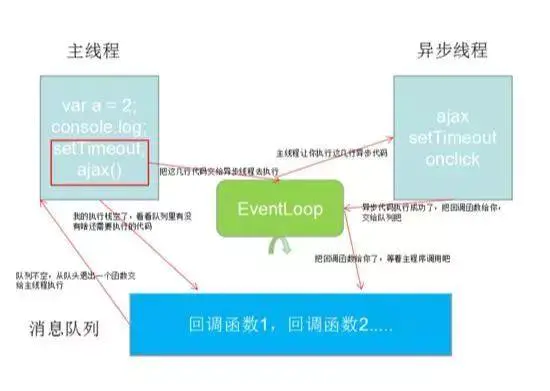 主线程
异步线程
var a = 2;
console.log;
setTimeout
ajax()
ajax
setTimeout
onclick
主线程让你执行这几行异步代码
把这几行代码交给异步线程去执行
EventLoop
异步代码执行成功了，把回调函数给你，
交给队列吧
我的执行栈空了，看看队列里有没
有啥还需要执行的代码
把回调函数给你了，等着主程序调用吧
队列不空，从队头退出一个函数交
给主线程执行
消息队列
回调函数1，回调函数2.....